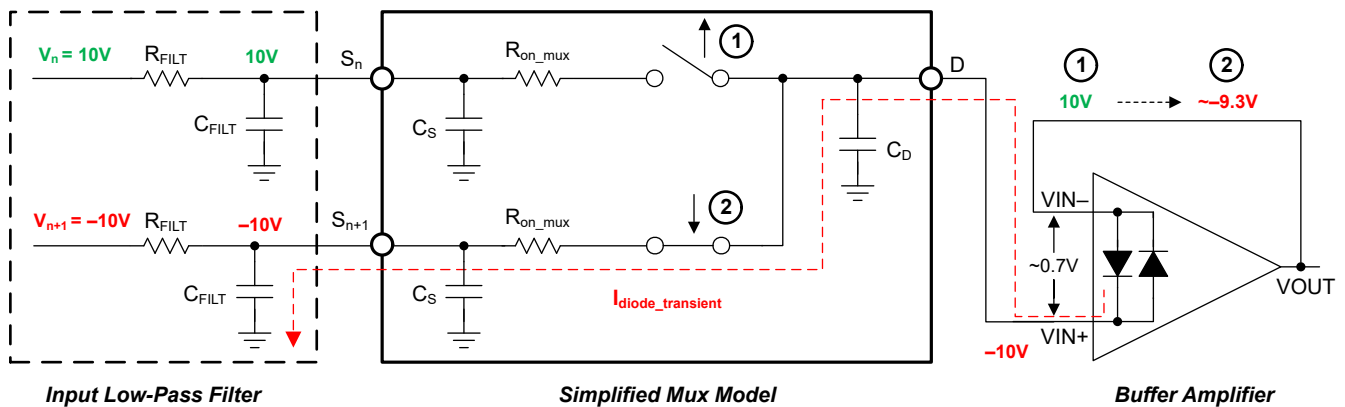 Vn = 10V
RFILT
10V
Sn
Ron_mux
1
D
1
2
10V
~–9.3V
CFILT
CS
CD
Vn+1 = –10V
RFILT
–10V
Sn+1
Ron_mux
2
VIN–
~0.7V
VOUT
CFILT
CS
Idiode_transient
–10V
VIN+
Input Low-Pass Filter
Simplified Mux Model
Buffer Amplifier